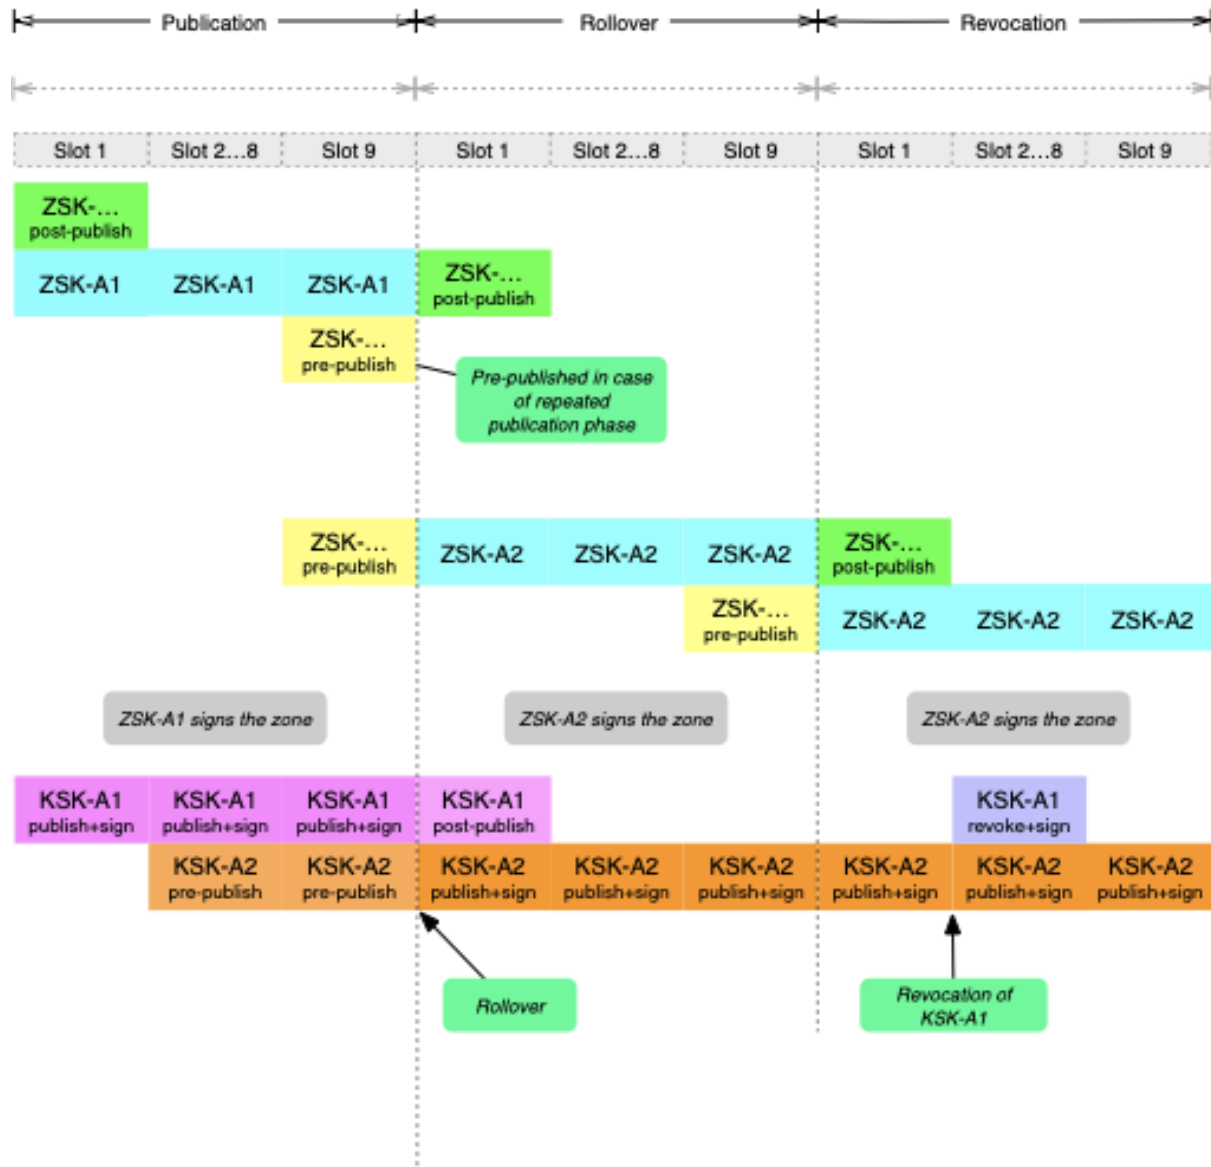 Publication Rollover Revocation
Slot 1 Slot 2...8 Slot 9 Slot 1 Slot 2...8 Slot 9 Slot 1 Slot 2...8 Slot 9
ZSK-...
post-publish
ZSK-A1 ZSK-A1 ZSK-A1 ZSK-...
post-publish
ZSK-...
pre-publish
Pre-published in case
of repeated
publication phase
ZSK-...
pre-publish
ZSK-A2 ZSK-A2 ZSK-A2
ZSK-...
post-publish
ZSK-...
pre-publish
ZSK-A2 ZSK-A2 ZSK-A2
ZSK-A1 signs the zone ZSK-A2 signs the zone ZSK-A2 signs the zone
KSK-A1 KSK-A1 KSK-A1 KSK-A1 KSK-A1
publish+sign publish+sign publish+sign post-publish revoke+sign
KSK-A2 KSK-A2 KSK-A2 KSK-A2 KSK-A2 KSK-A2 KSK-A2 KSK-A2
pre-publish pre-publish publish+sign publish+sign publish+sign publish+sign publish+sign publish+sign
Rollover
Revocation of
KSK-A1